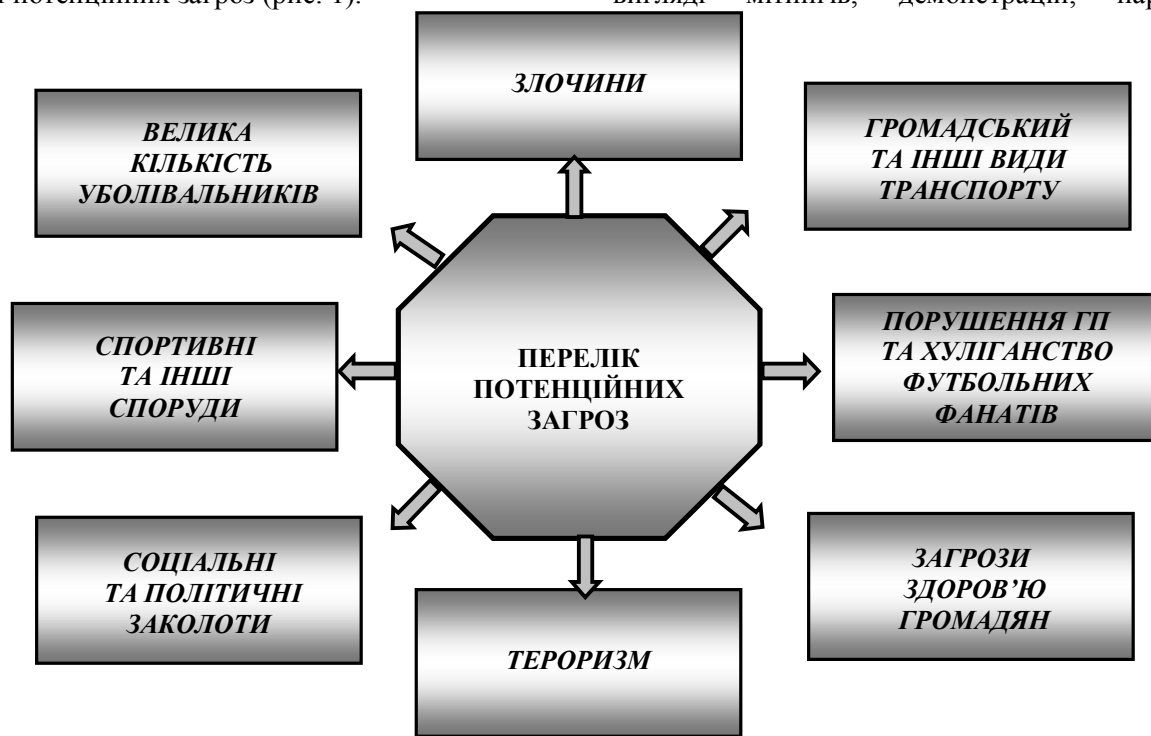 потенційних загроз (рис. 1).
мітингів, демонстрацій,
ЗЛОЧИНИ
ВЕЛИКА
КІЛЬКІСТЬ
УБОЛІВАЛЬНИКІВ
ГРОМАДСЬКИЙ
ТА ІНШІ ВИДИ
ТРАНСПОРТУ
СПОРТИВНІ
ТА ІНШІ
СПОРУДИ
ПЕРЕЛІК
ПОТЕНЦІЙНИХ
ЗАГРОЗ
ПОРУШЕННЯ ГП
ТА ХУЛІГАНСТВО
ФУТБОЛЬНИХ
ФАНАТІВ
СОЦІАЛЬНІ
ТА ПОЛІТИЧНІ
ЗАКОЛОТИ
ТЕРОРИЗМ
ЗАГРОЗИ
ЗДОРОВ’Ю
ГРОМАДЯН